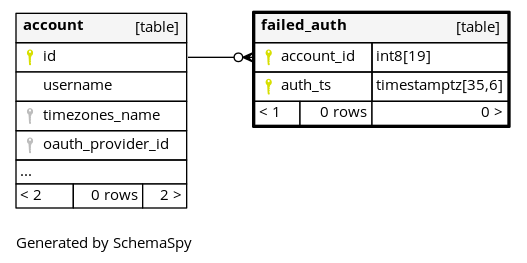 account [table]
id
username
timezones_name
oauth_provider_id
...
< 2 0 rows 2 >
failed_auth [table]
account_id int8[19]
auth_ts timestamptz[35,6]
< 1 0 rows 0 >
Generated by SchemaSpy